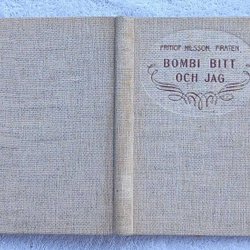 FRITIOF NILSSON PIRATEN
BOMBI BITT
OCH JAG